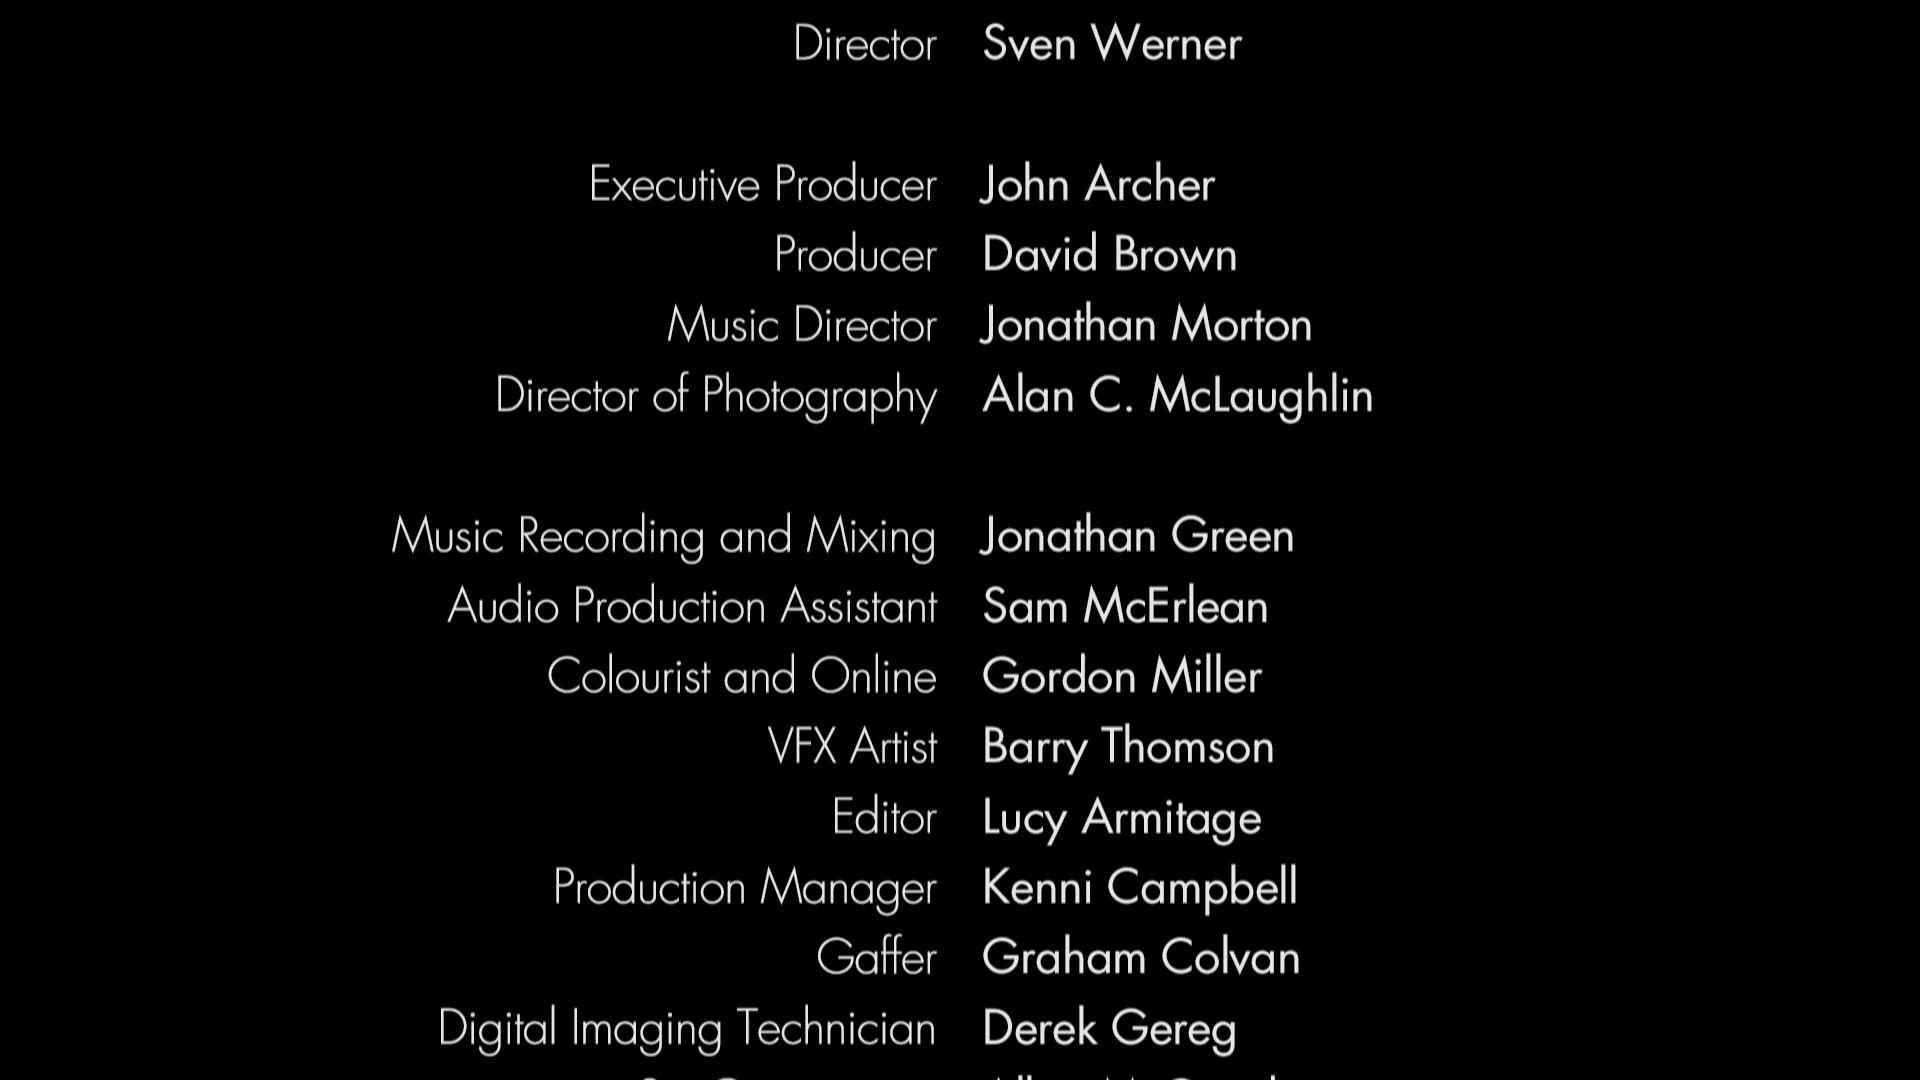 Director Sven Werner
Executive Producer John Archer
Producer David Brown
Music Director Jonathan Morton
Director of Photography Alan C. McLaughlin
Music Recording and Mixing Jonathan Green
Audio Production Assistant Sam McErlean
Colourist and Online Gordon Miller
VFX Artist Barry Thomson
Editor Lucy Armitage
Production Manager Kenni Campbell
Gaffer Graham Colvan
Digital Imaging Technician Derek Gereg